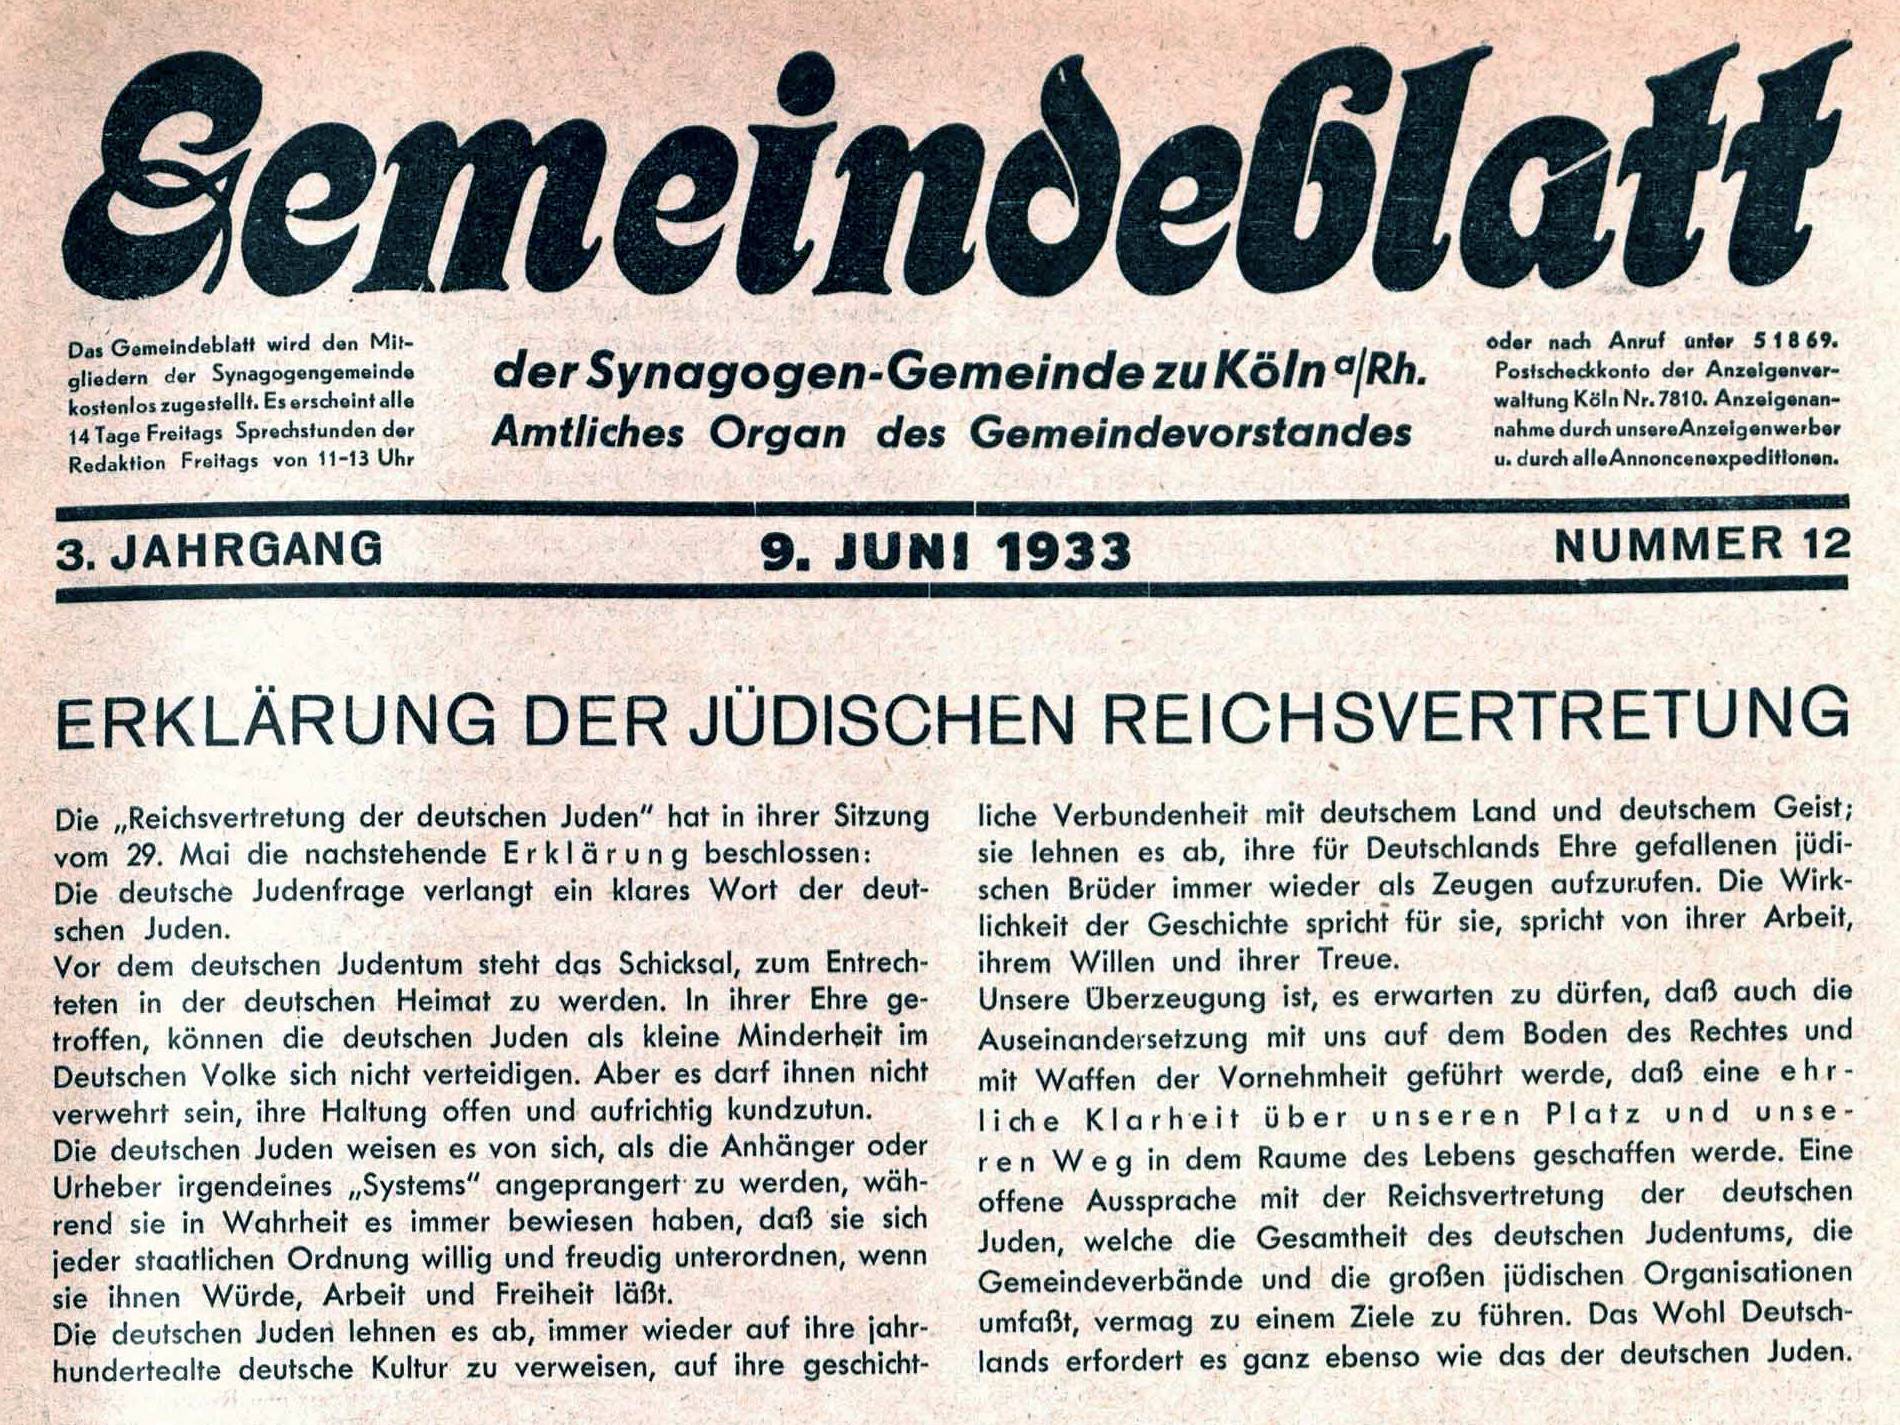 Gemeindeblatt
Das Gemeindeblatt wird den Mit-
gliedern der Synagogengemeinde
kostenlos zugestellt. Es erscheint alle
14 Tage Freitags Sprechstunden der
Redaktion Freitags von 11-13 Uhr
der Synagogen-Gemeinde zu Köln a/Rh.
Amtliches Organ des Gemeindevorstandes
oder nach Anruf unter 51869.
Postscheckkonto der Anzeigenver-
waltung Köln Nr. 7810. Anzeigenan-
nahme durch unsere Anzeigenwerber
u. durch alle Annoncenexpeditionen.
3. JAHRGANG
9. JUNI 1933
NUMMER 12
ERKLÄRUNG DER JÜDISCHEN REICHSVERTRETUNG
Die „Reichsvertretung der deutschen Juden“ hat in ihrer Sitzung
vom 29. Mai die nachstehende Erklärung beschlossen:
Die deutsche Judenfrage verlangt ein klares Wort der deut-
schen Juden.
Vor dem deutschen Judentum steht das Schicksal, zum Entrech-
teten in der deutschen Heimat zu werden. In ihrer Ehre ge-
troffen, können die deutschen Juden als kleine Minderheit im
Deutschen Volke sich nicht verteidigen. Aber es darf ihnen nicht
verwehrt sein, ihre Haltung offen und aufrichtig kundzutun.
Die deutschen Juden weisen es von sich, als die Anhänger oder
Urheber irgendeines „Systems“ angeprangert zu werden, wäh-
rend sie in Wahrheit es immer bewiesen haben, daß sie sich
jeder staatlichen Ordnung willig und freudig unterordnen, wenn
sie ihnen Würde, Arbeit und Freiheit läßt.
Die deutschen Juden lehnen es ab, immer wieder auf ihre jahr-
hundertealte deutsche Kultur zu verweisen, auf ihre geschicht-
liche Verbundenheit mit deutschem Land und deutschem Geist;
sie lehnen es ab, ihre für Deutschlands Ehre gefallenen jüdi-
schen Brüder immer wieder als Zeugen aufzurufen. Die Wirk-
lichkeit der Geschichte spricht für sie, spricht von ihrer Arbeit,
ihrem Willen und ihrer Treue.
Unsere Überzeugung ist, es erwarten zu dürfen, daß auch die
Auseinandersetzung mit uns auf dem Boden des Rechtes und
mit Waffen der Vornehmheit geführt werde, daß eine ehr-
liche Klarheit über unseren Platz und unse-
ren Weg in dem Raume des Lebens geschaffen werde. Eine
offene Aussprache mit der Reichsvertretung der deutschen
Juden, welche die Gesamtheit des deutschen Judentums, die
Gemeindeverbände und die großen jüdischen Organisationen
umfaßt, vermag zu einem Ziele zu führen. Das Wohl Deutsch-
lands erfordert es ganz ebenso wie das der deutschen Juden.